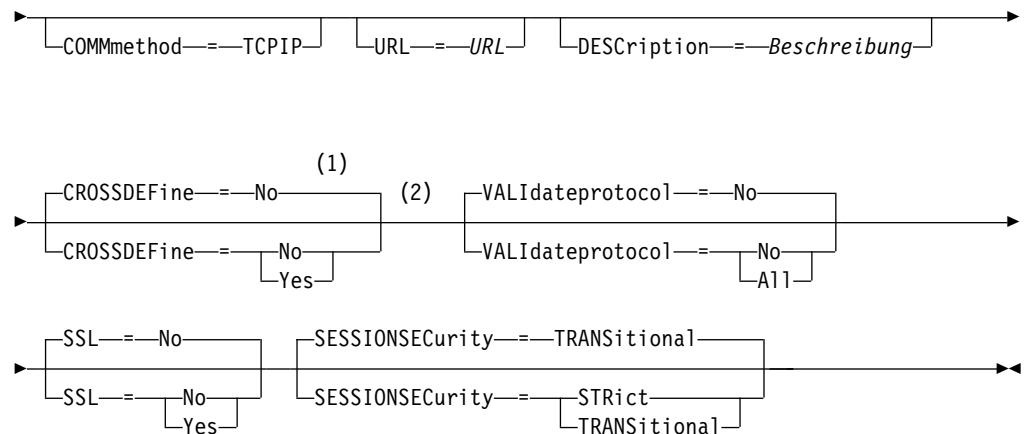 COMMmethod = TCPIP URL = URL DESCription = Beschreibung
(1)
CROSSDEFine = No (2) VALIdateprotocol = No
CROSSDEFine = No VALIdateprotocol = No
Yes All
SSL = No SESSIONSECurity = TRANSitional
SSL = No SESSIONSECurity = STRict
Yes TRANSitional